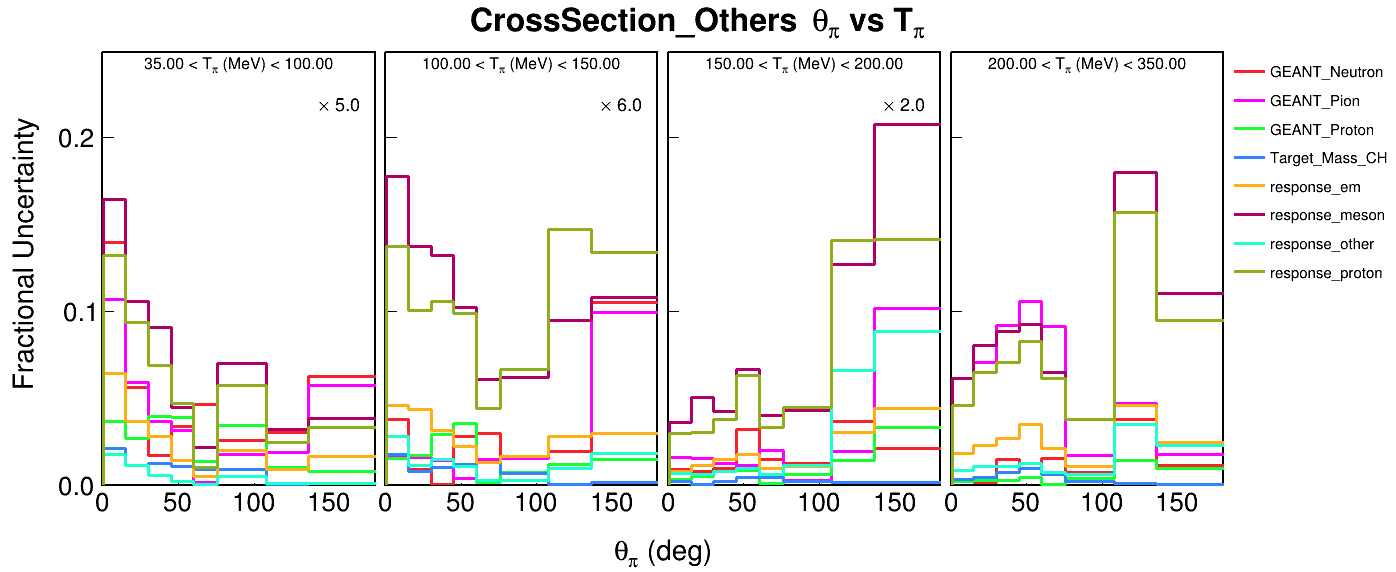 CrossSection_Others θπ vs Tπ
35.00 < Tπ (MeV) < 100.00
100.00 < Tπ (MeV) < 150.00
150.00 < Tπ (MeV) < 200.00
200.00 < Tπ (MeV) < 350.00
× 5.0
× 6.0
× 2.0
GEANT_Neutron
GEANT_Pion
GEANT_Proton
Target_Mass_CH
response_em
response_meson
response_other
response_proton
Fractional Uncertainty
0.2
0.1
0.0
0 50 100 150
0 50 100 150
0 50 100 150
0 50 100 150
θπ (deg)